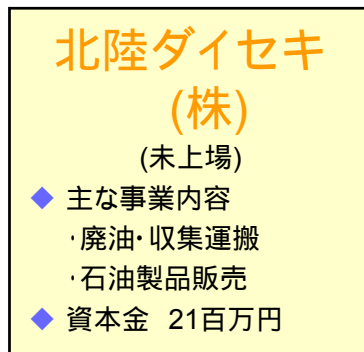 北陸ダイセキ
(株)
(未上場)
◆ 主な事業内容
・廃油・収集運搬
・石油製品販売
◆ 資本金 21百万円